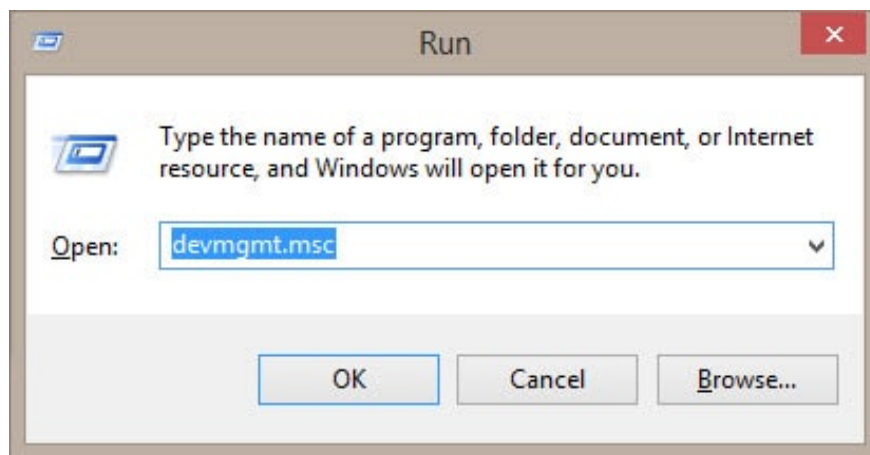 Run
Type the name of a program, folder, document, or Internet
resource, and Windows will open it for you.
Open: devmgmt.msc
OK Cancel Browse...